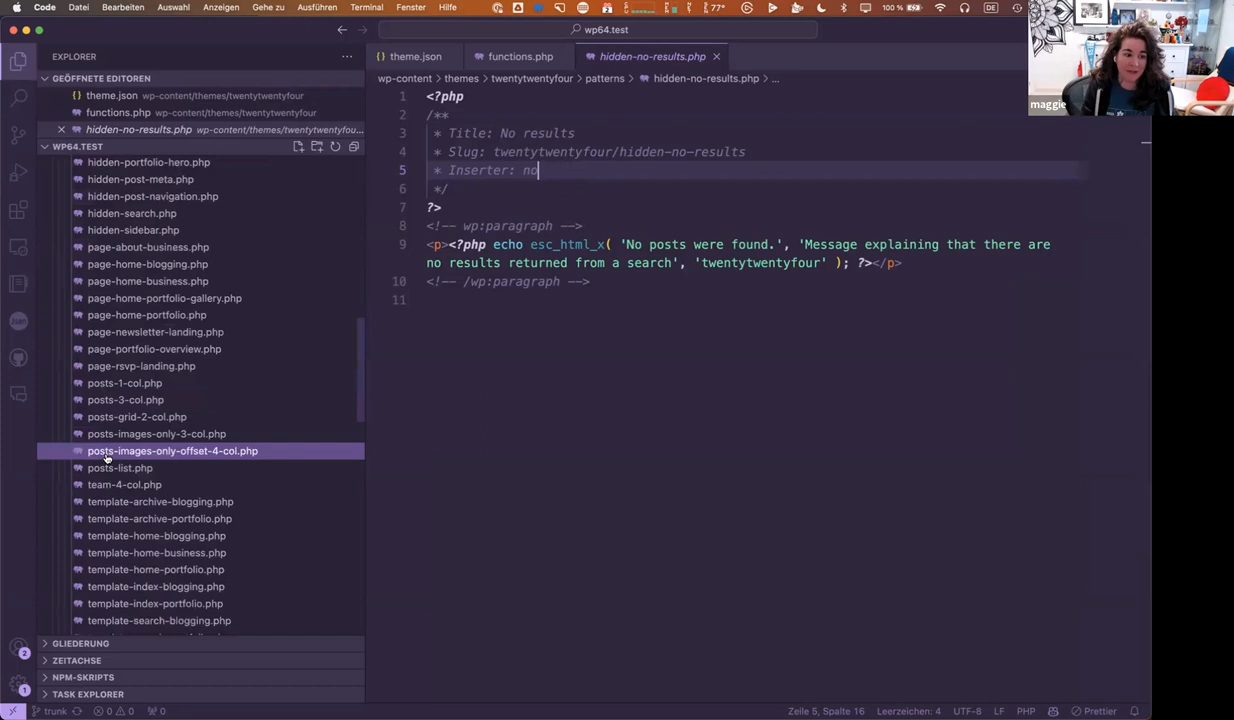 Code Datei Bearbeiten Auswahl Anzeigen Gehe zu Ausführen Terminal Fenster Hilfe 77° 100 % DE
wp64.test
EXPLORER
theme.json functions.php hidden-no-results.php
GEÖFFNETE EDITOREN
theme.json wp-content/themes/twentytwentyfour
functions.php wp-content/themes/twentytwentyfour
hidden-no-results.php wp-content/themes/twentytwentyfou...
WP64.TEST
hidden-portfolio-hero.php
hidden-post-meta.php
hidden-post-navigation.php
hidden-search.php
hidden-sidebar.php
page-about-business.php
page-home-blogging.php
page-home-business.php
page-home-portfolio-gallery.php
page-home-portfolio.php
page-newsletter-landing.php
page-portfolio-overview.php
page-rsvp-landing.php
posts-1-col.php
posts-3-col.php
posts-grid-2-col.php
posts-images-only-3-col.php
posts-images-only-offset-4-col.php
posts-list.php
team-4-col.php
template-archive-blogging.php
template-archive-portfolio.php
template-home-blogging.php
template-home-business.php
template-home-portfolio.php
template-index-blogging.php
template-index-portfolio.php
template-search-blogging.php
GLIEDERUNG
ZEITACHSE
NPM-SKRIPTS
TASK EXPLORER
wp-content > themes > twentytwentyfour > patterns > hidden-no-results.php > ...
1 <?php
2 /**
3 * Title: No results
4 * Slug: twentytwentyfour/hidden-no-results
5 * Inserter: no
6 */
7 ?>
8 <!-- wp:paragraph -->
9 <p><?php echo esc_html_x( 'No posts were found.', 'Message explaining that there are
no results returned from a search', 'twentytwentyfour' ); ?></p>
10 <!-- /wp:paragraph -->
11
maggie
2
1
trunk 0 0 0 Zeile 5, Spalte 16 Leerzeichen: 4 UTF-8 LF PHP Prettier